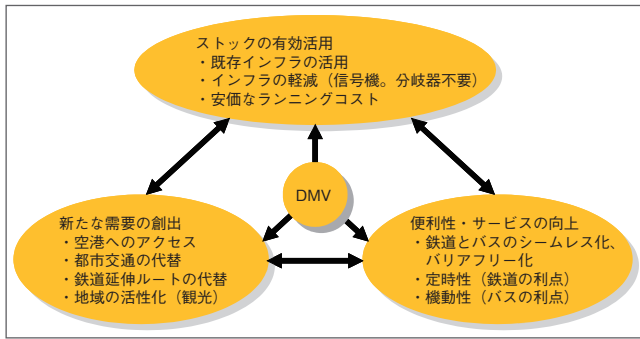 ストックの有効活用
・既存インフラの活用
・インフラの軽減（信号機。分岐器不要）
・安価なランニングコスト
DMV
新たな需要の創出
・空港へのアクセス
・都市交通の代替
・鉄道延伸ルートの代替
・地域の活性化（観光）
便利性・サービスの向上
・鉄道とバスのシームレス化、
バリアフリー化
・定時性（鉄道の利点）
・機動性（バスの利点）